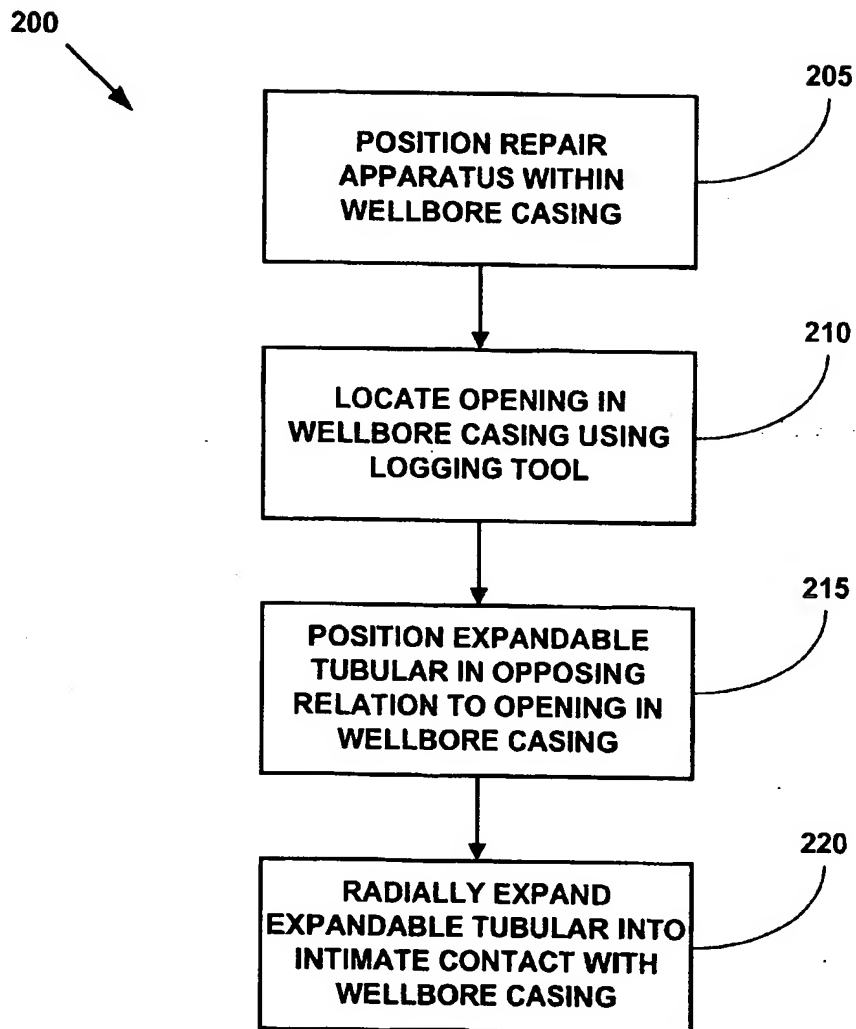 200
205
POSITION REPAIR
APPARATUS WITHIN
WELLBORE CASING
210
LOCATE OPENING IN
WELLBORE CASING USING
LOGGING TOOL
215
POSITION EXPANDABLE
TUBULAR IN OPPOSING
RELATION TO OPENING IN
WELLBORE CASING
220
RADIALLY EXPAND
EXPANDABLE TUBULAR INTO
INTIMATE CONTACT WITH
WELLBORE CASING